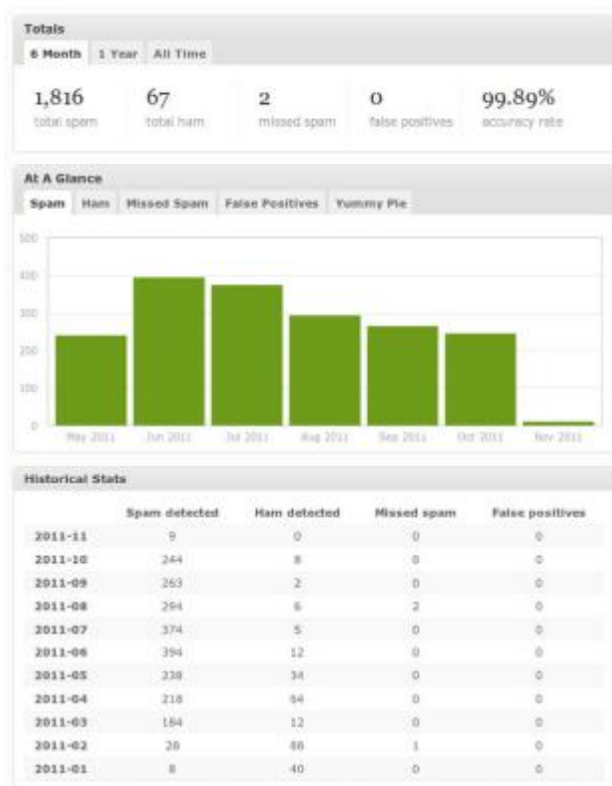 Totals
6 Month 1 Year All Time
1,816 67 2 0 99.89%
total spam total ham missed spam false positives accuracy rate
At A Glance
Spam Ham Missed Spam False Positives Yummy Pie
500
400
300
200
100
0
May 2011 Jun 2011 Jul 2011 Aug 2011 Sep 2011 Oct 2011 Nov 2011
Historical Stats
Spam detected Ham detected Missed spam False positives
2011-11 9 0 0 0
2011-10 244 8 0 0
2011-09 263 2 0 0
2011-08 294 6 2 0
2011-07 374 5 0 0
2011-06 394 12 0 0
2011-05 238 34 0 0
2011-04 218 64 0 0
2011-03 184 12 0 0
2011-02 28 1 0
2011-01 8 40 0 0